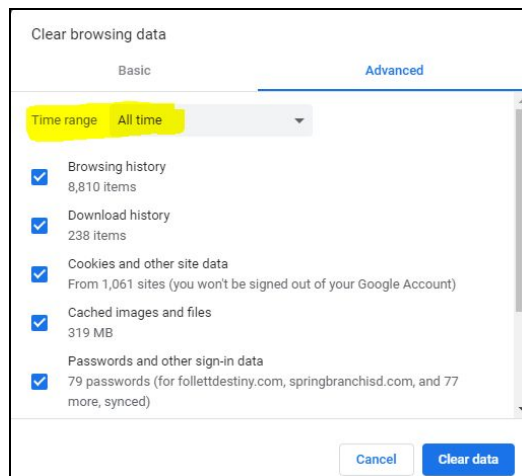 Clear browsing data
Basic
Advanced
Time range All time
Browsing history
8,810 items
Download history
238 items
Cookies and other site data
From 1,061 sites (you won't be signed out of your Google Account)
Cached images and files
319 MB
Passwords and other sign-in data
79 passwords (for follettdestiny.com, springbranchisd.com, and 77
more, synced)
Cancel
Clear data